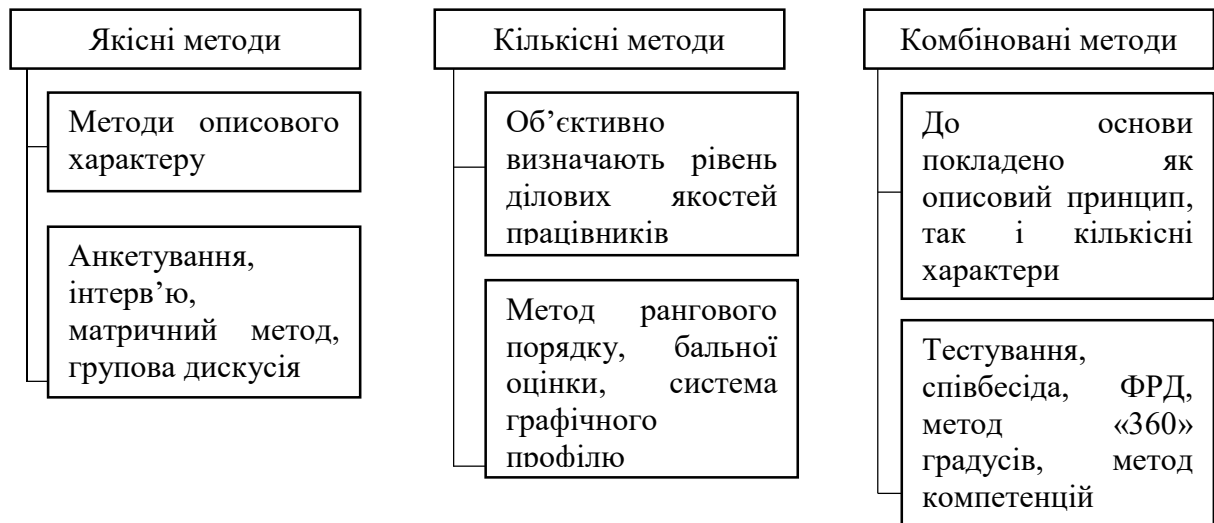 Якісні методи
Методи описового
характеру
Анкетування,
інтерв’ю,
матричний метод,
групова дискусія
Кількісні методи
Об’єктивно
визначають рівень
ділових якостей
працівників
Метод рангового
порядку, бальної
оцінки, система
графічного
профілю
Комбіновані методи
До основи
покладено як
описовий принцип,
так і кількісні
характери
Тестування,
співбесіда, ФРД,
метод «360»
градусів, метод
компетенцій